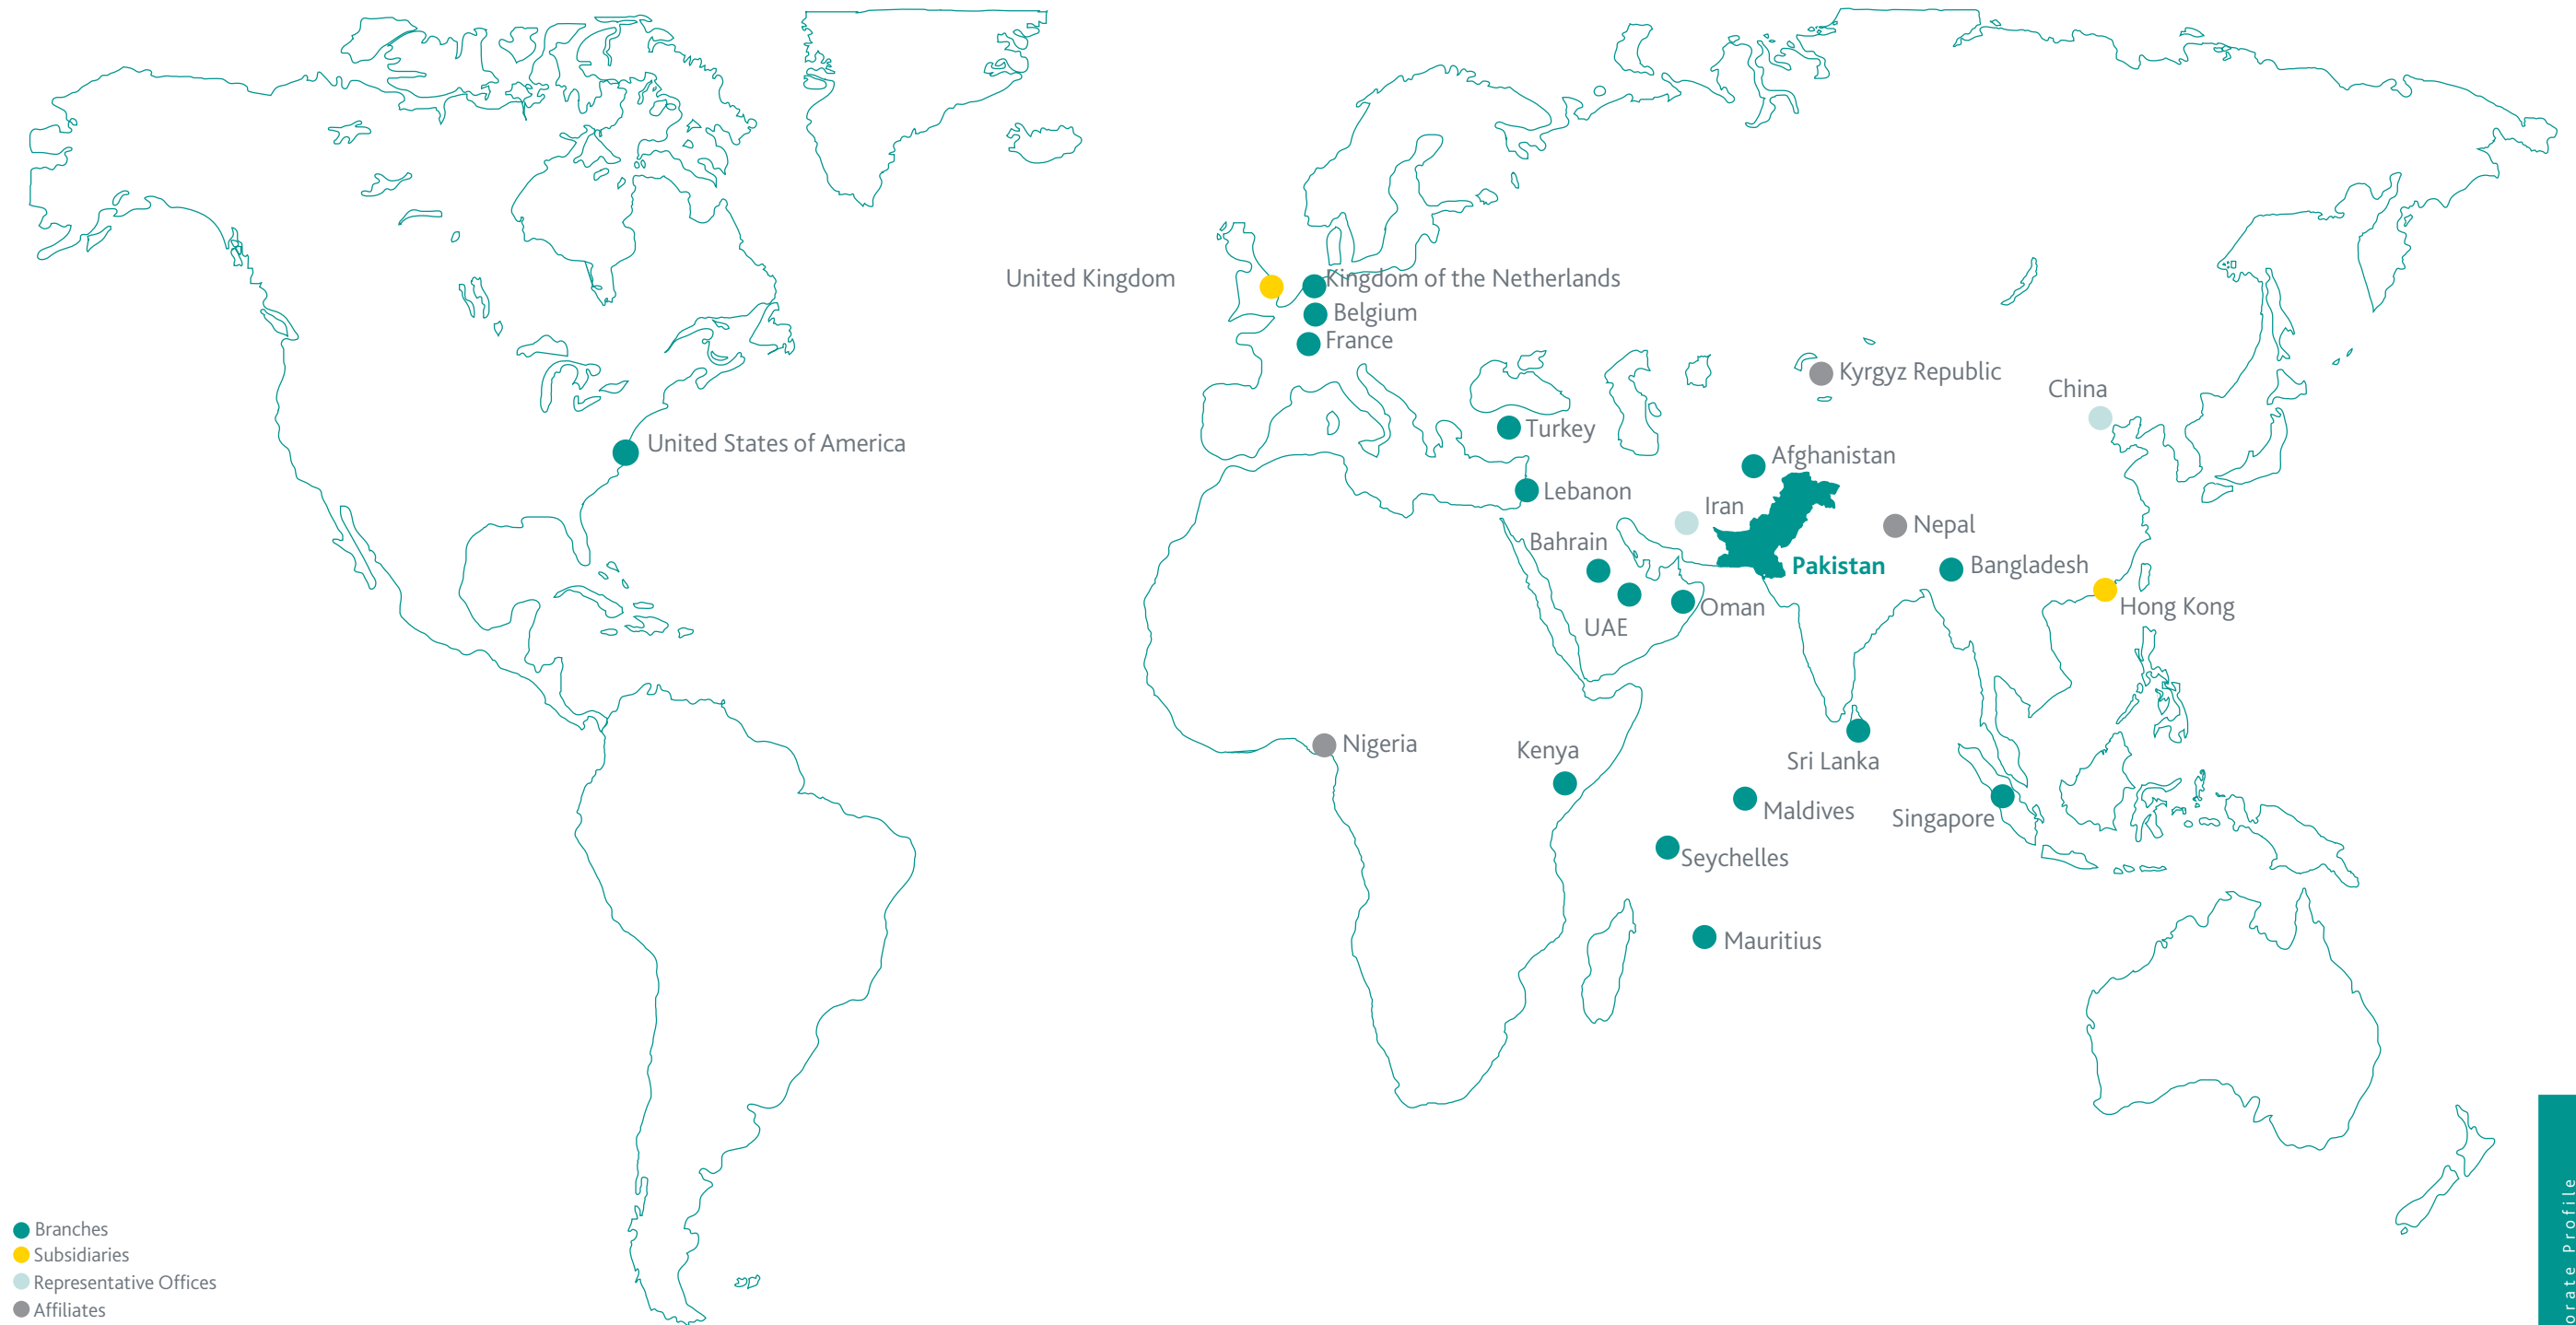 United Kingdom
Kingdom of the Netherlands
Belgium
France
Kyrgyz Republic
China
United States of America
Turkey
Afghanistan
Lebanon
Iran
Nepal
Bahrain
Pakistan
Bangladesh
UAE
Oman
Hong Kong
Nigeria
Kenya
Sri Lanka
Maldives
Singapore
Seychelles
Mauritius
Branches
Subsidiaries
Representative Offices
Affiliates
orate Profile